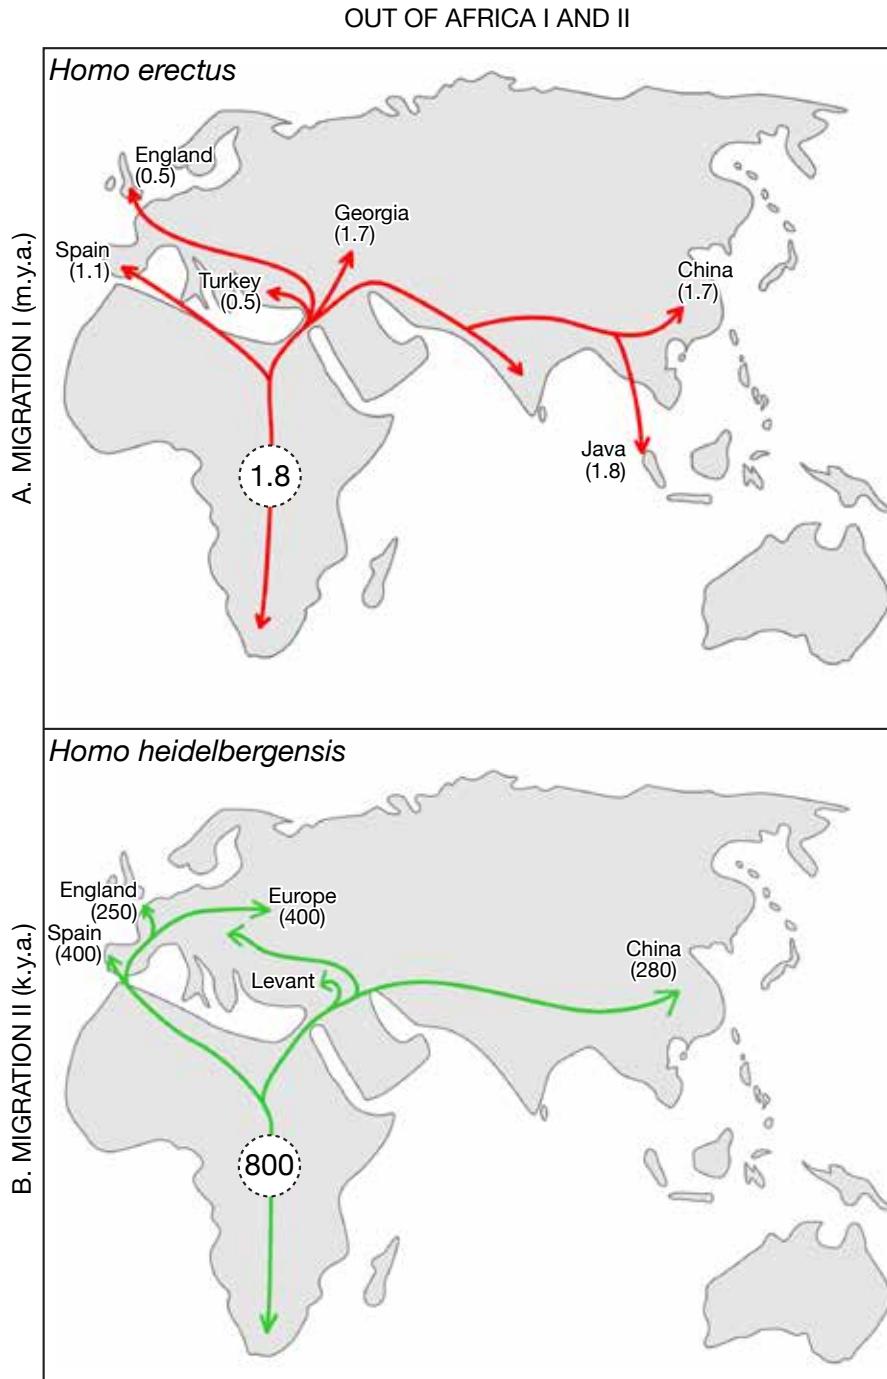 OUT OF AFRICA I AND II
A. MIGRATION I (m.y.a.)
Homo erectus
England
(0.5)
Georgia
(1.7)
Spain
(1.1)
Turkey
(0.5)
China
(1.7)
Java
(1.8)
1.8
B. MIGRATION II (k.y.a.)
Homo heidelbergensis
England
(250)
Europe
(400)
Spain
(400)
Levant
China
(280)
800